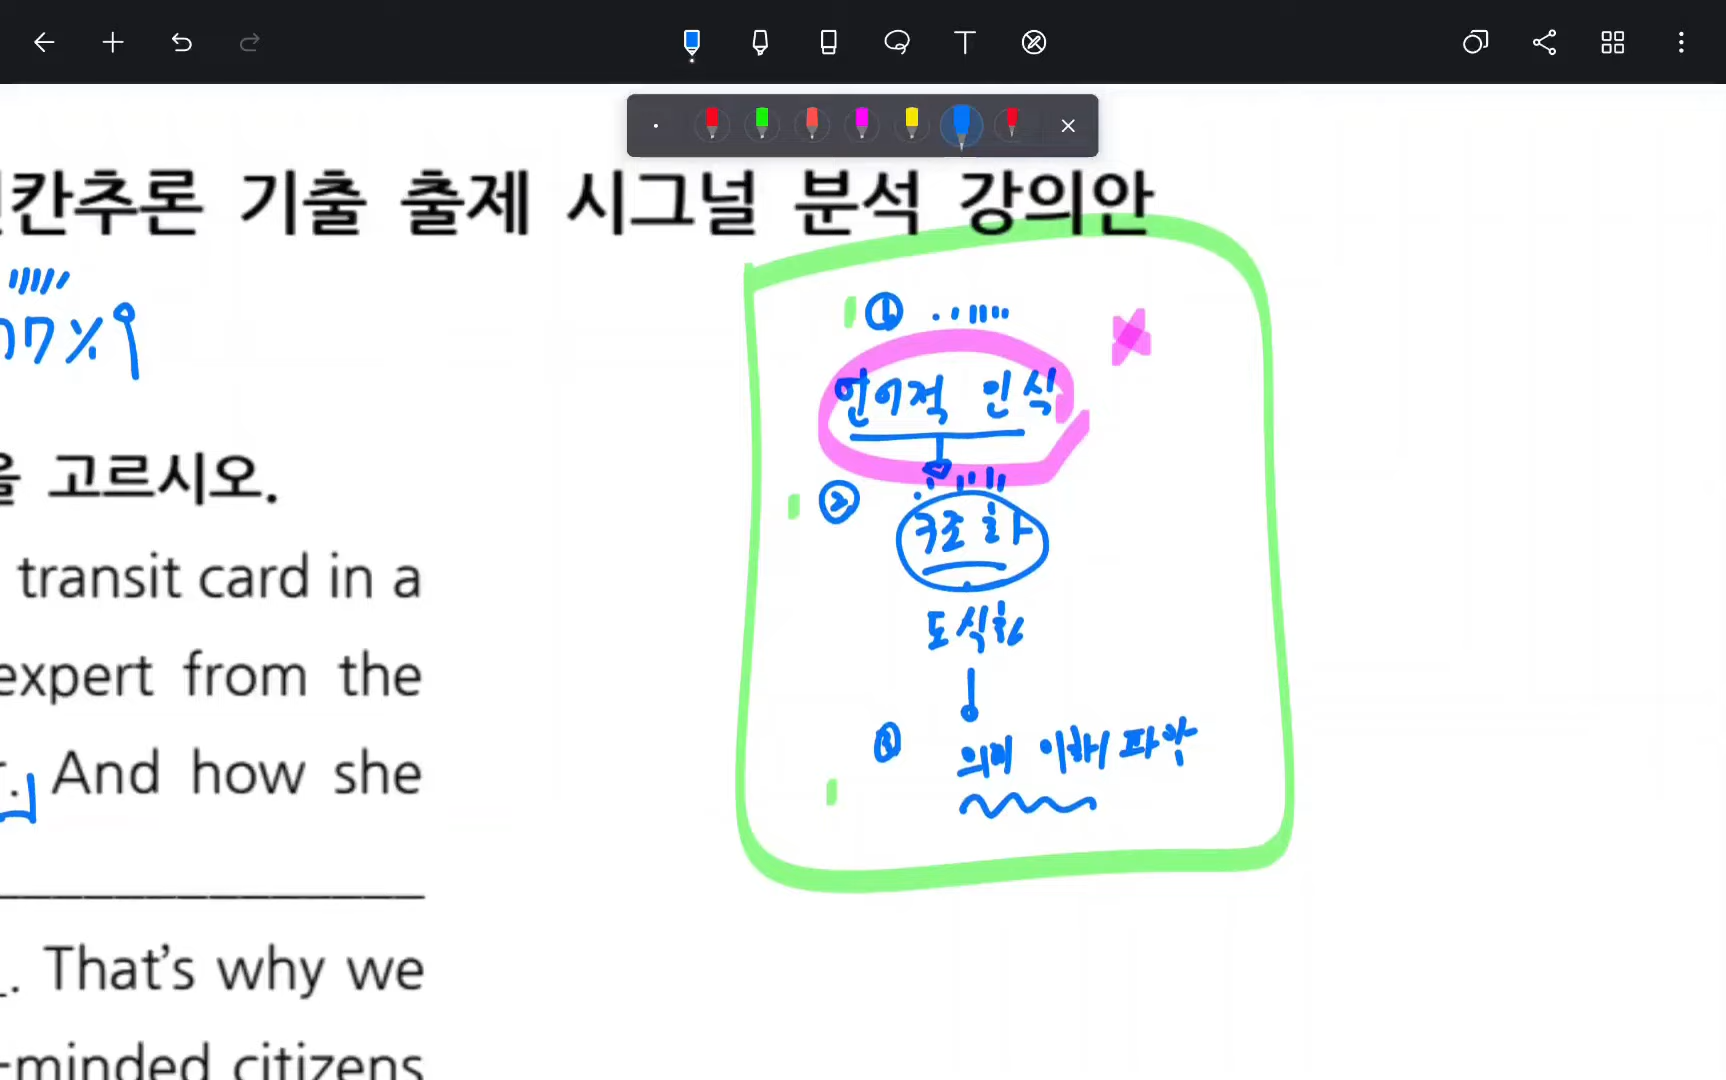 칸추론 기출 출제 시그널 분석 강의안
07%
①
언어적 인식
②
구조화
도식화
③ 의미 이해/파악
고르시오.
transit card in a
expert from the
. And how she
. That's why we
-minded citizens